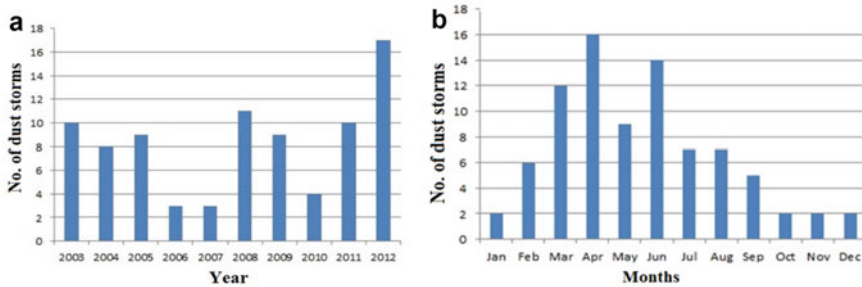 a
No. of dust storms
18
16
14
12
10
8
6
4
2
0
2003 2004 2005 2006 2007 2008 2009 2010 2011 2012
Year
b
No. of dust storms
18
16
14
12
10
8
6
4
2
0
Jan Feb Mar Apr May Jun Jul Aug Sep Oct Nov Dec
Months